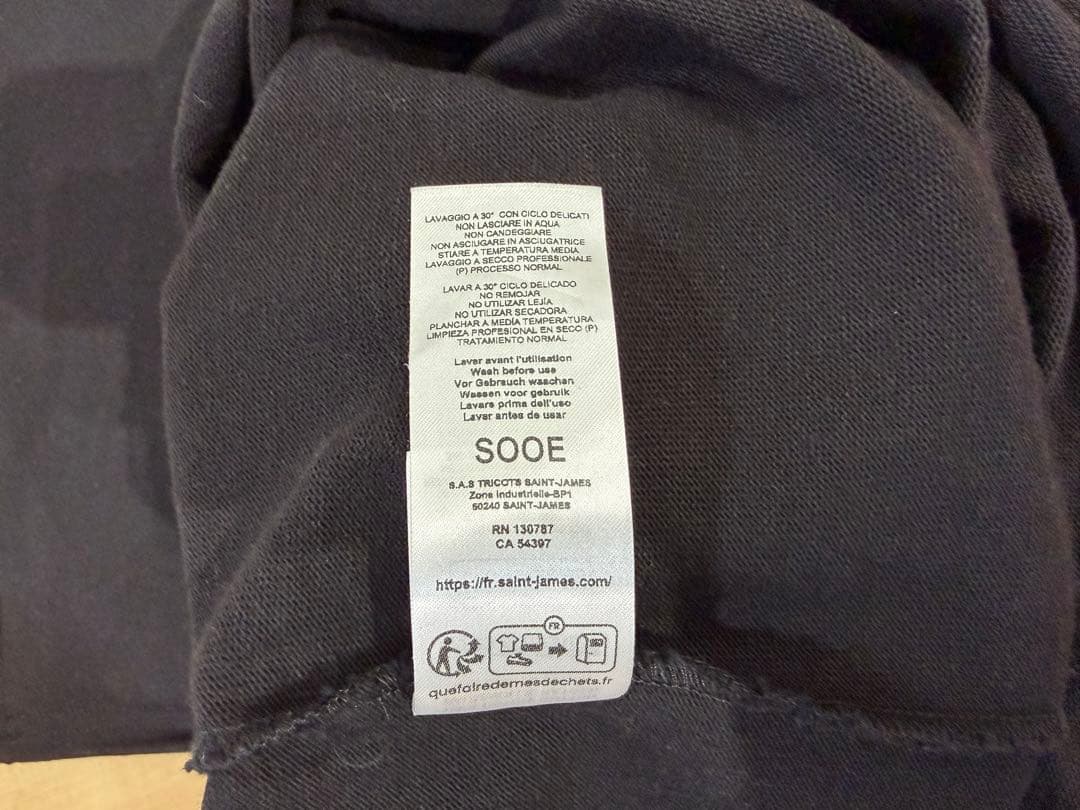 LAVAGGIO A 30° CON CICLO DELICATI
NON LASCIARE IN AQUA
NON CANDEGGIARE
NON ASCIUGARE IN ASCIUGATRICE
STIARE A TEMPERATURA MEDIA
LAVAGGIO A SECCO PROFESSIONALE
(P) PROCESSO NORMAL
LAVAR A 30° CICLO DELICADO
NO REMOJAR
NO UTILIZAR LEJÍA
NO UTILIZAR SECADORA
PLANCHAR A MEDÍA TEMPERATURA
LIMPIEZA PROFESIONAL EN SECO (P)
TRATAMIENTO NORMAL
Laver avant l'utilisation
Wash before use
Vor Gebrauch waschen
Wassen voor gebruik
Lavare prima dell'uso
Lavar antes de usar
SOOE
S.A.S TRICOTS SAINT-JAMES
Zone Industrielle-BP1
50240 SAINT-JAMES
RN 130787
CA 54397
https://fr.saint-james.com/
FR
quefairedemesdechets.fr